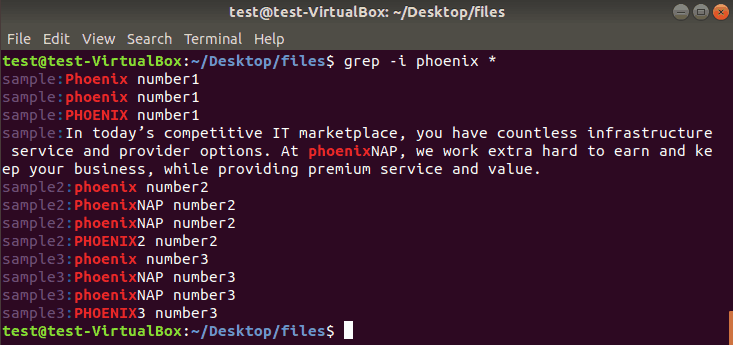 test@test-VirtualBox: ~/Desktop/files
File Edit View Search Terminal Help
test@test-VirtualBox:~/Desktop/files$ grep -i phoenix *
sample:Phoenix number1
sample:phoenix number1
sample:PHOENIX number1
sample:In today’s competitive IT marketplace, you have countless infrastructure
 service and provider options. At phoenixNAP, we work extra hard to earn and ke
ep your business, while providing premium service and value.
sample2:phoenix number2
sample2:PhoenixNAP number2
sample2:phoenixNAP number2
sample2:PHOENIX2 number2
sample3:phoenix number3
sample3:PhoenixNAP number3
sample3:phoenixNAP number3
sample3:PHOENIX3 number3
test@test-VirtualBox:~/Desktop/files$